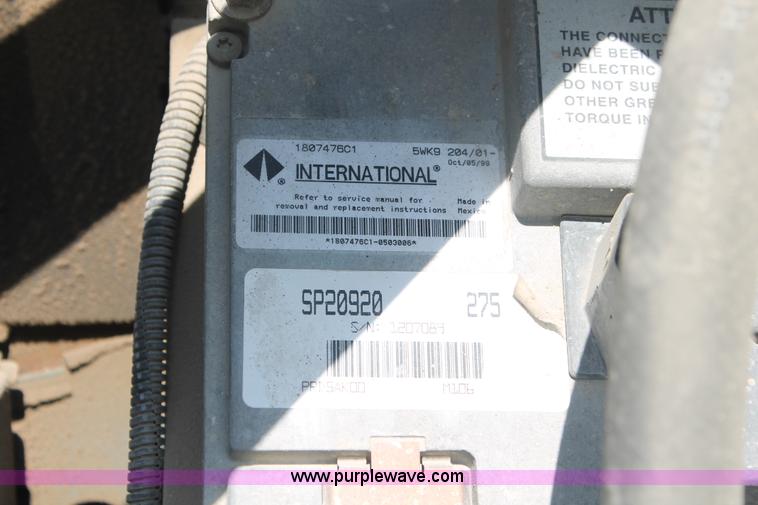 1807476C1 5WK9 204/01-
Oct/05/99
INTERNATIONAL®
®
Refer to service manual for
removal and replacement instructions
Made in
Mexico
*1807476C1-0503006*
SP20920 275
S/N: 1207084
M106
ATT
THE CONNECT
HAVE BEEN
DIELECTRIC
DO NOT SUB
OTHER GRE
- TORQUE IN
www.purplewave.com